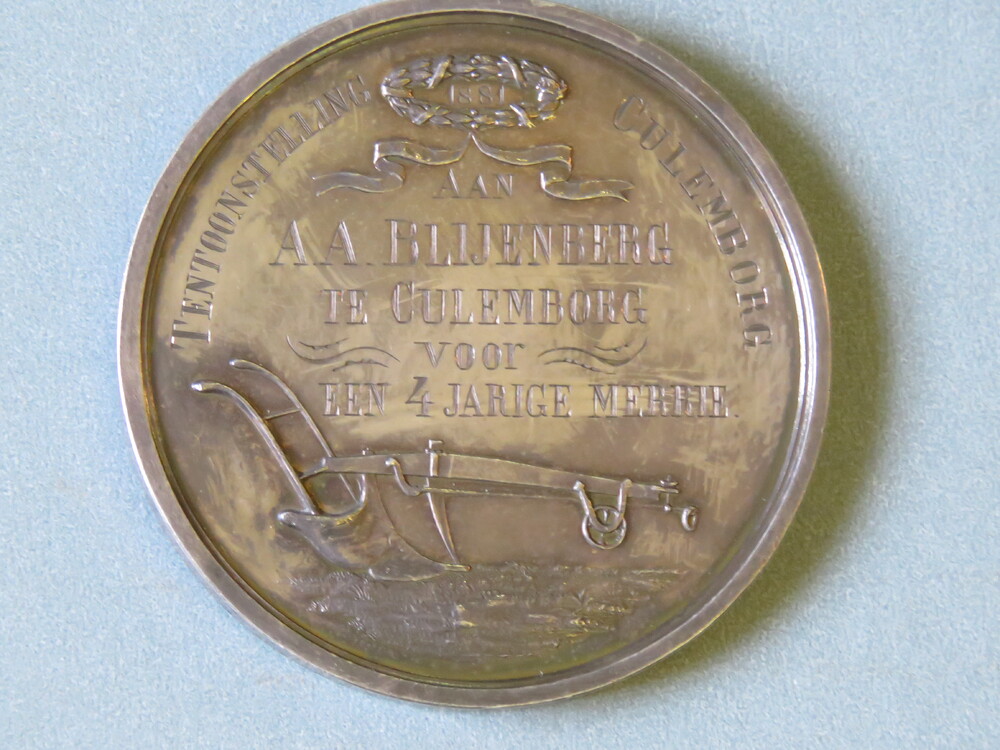 TENTOONSTELLING CULEMBORG
1881
AAN
A.A. BLIJENBERG
TE CULEMBORG
VOOR
EEN 4 JARIGE MERRIE.